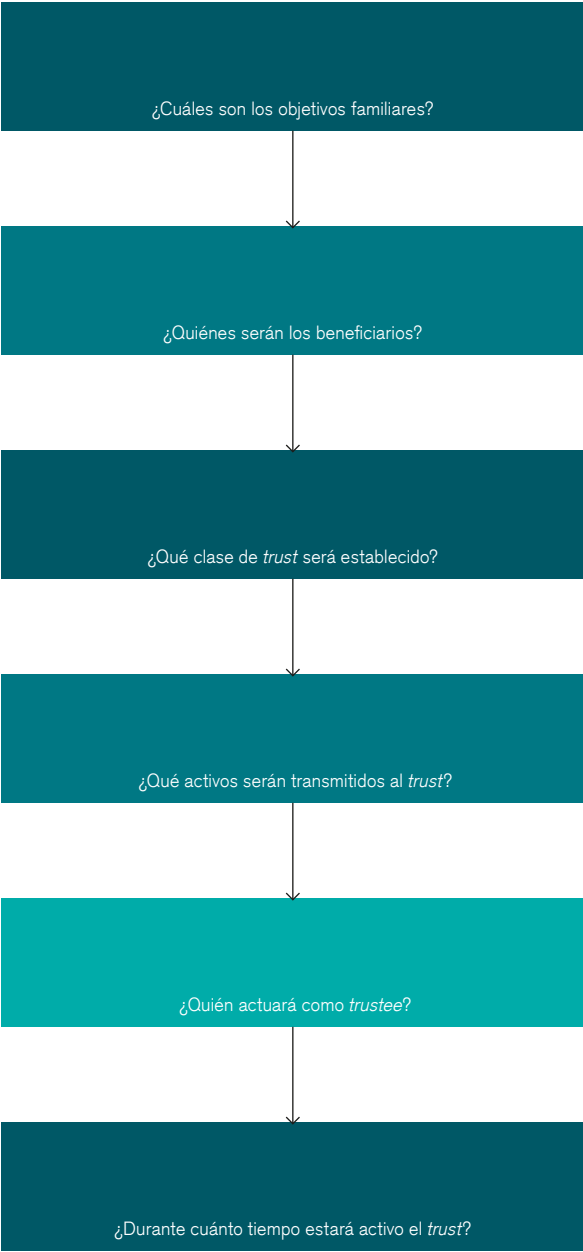 ¿Cuáles son los objetivos familiares?
¿Quiénes serán los beneficiarios?
¿Qué clase de trust será establecido?
¿Qué activos serán transmitidos al trust?
¿Quién actuará como trustee?
¿Durante cuánto tiempo estará activo el trust?